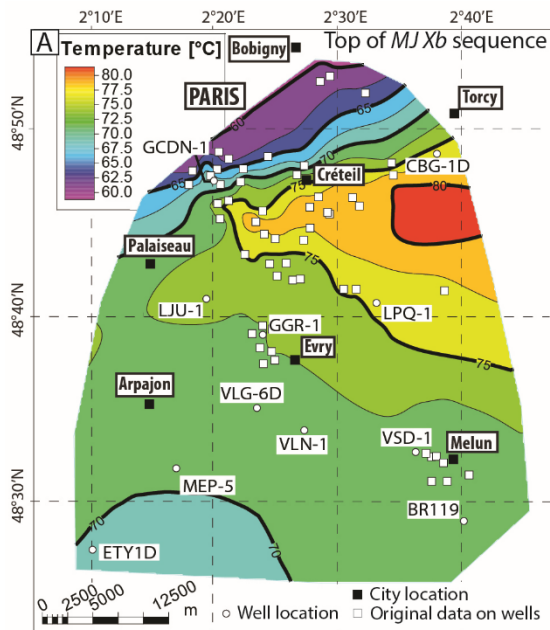 2°10' 2°20' 2°30' 2°40'
A
Temperature [°C]
Bobigny
Top of MJ Xb sequence
80.0
77.5
75.0
72.5
70.0
67.5
65.0
62.5
60.0
PARIS
60
Torcy
48°50'
GCDN-1
65
70
CBG-1D
65
75
Créteil
80
Palaiseau
75
48°40'
LJU-1
LPQ-1
GGR-1
Evry
75
Arpajon
VLG-6D
VLN-1
VSD-1
Melun
48°30'
MEP-5
70
BR119
ETY1D
70
0 2500 5000 12500
m
City location
Well location
Original data on wells